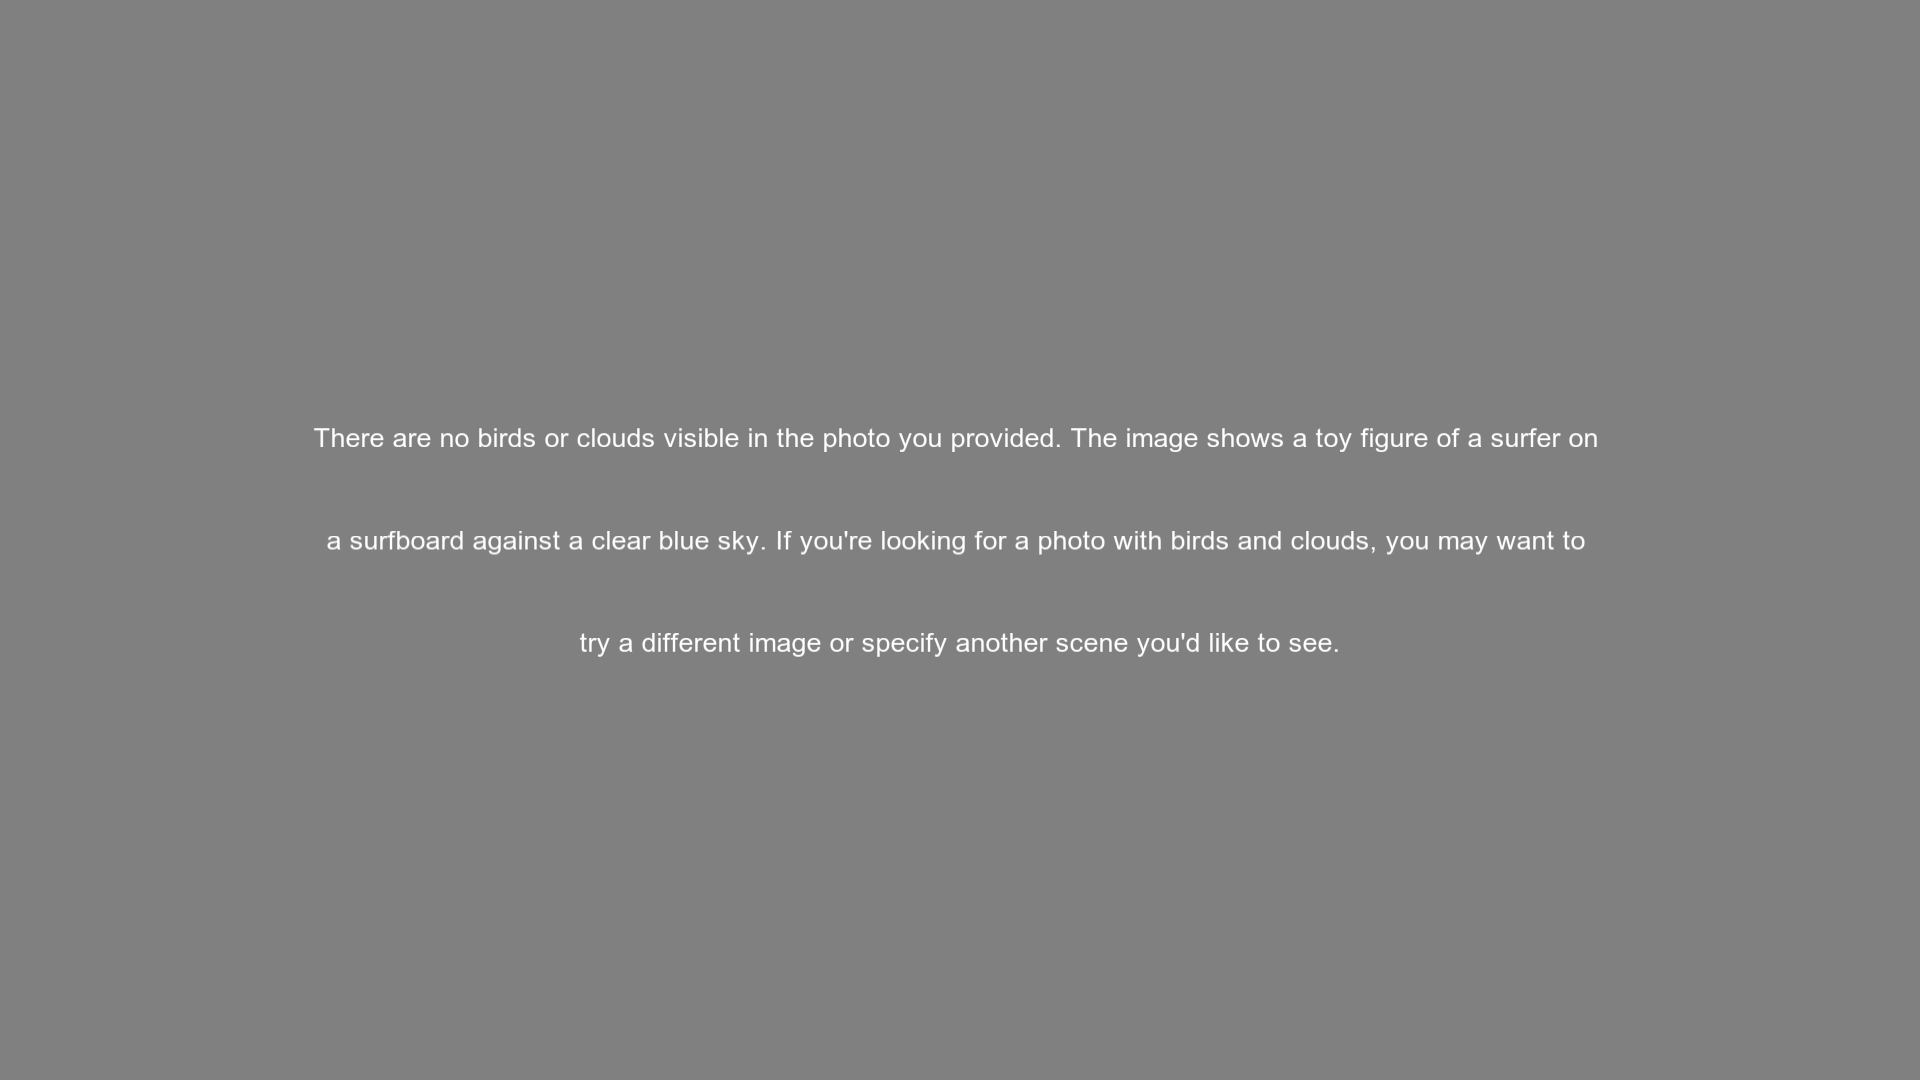 There are no birds or clouds visible in the photo you provided. The image shows a toy figure of a surfer on
a surfboard against a clear blue sky. If you're looking for a photo with birds and clouds, you may want to
try a different image or specify another scene you'd like to see.